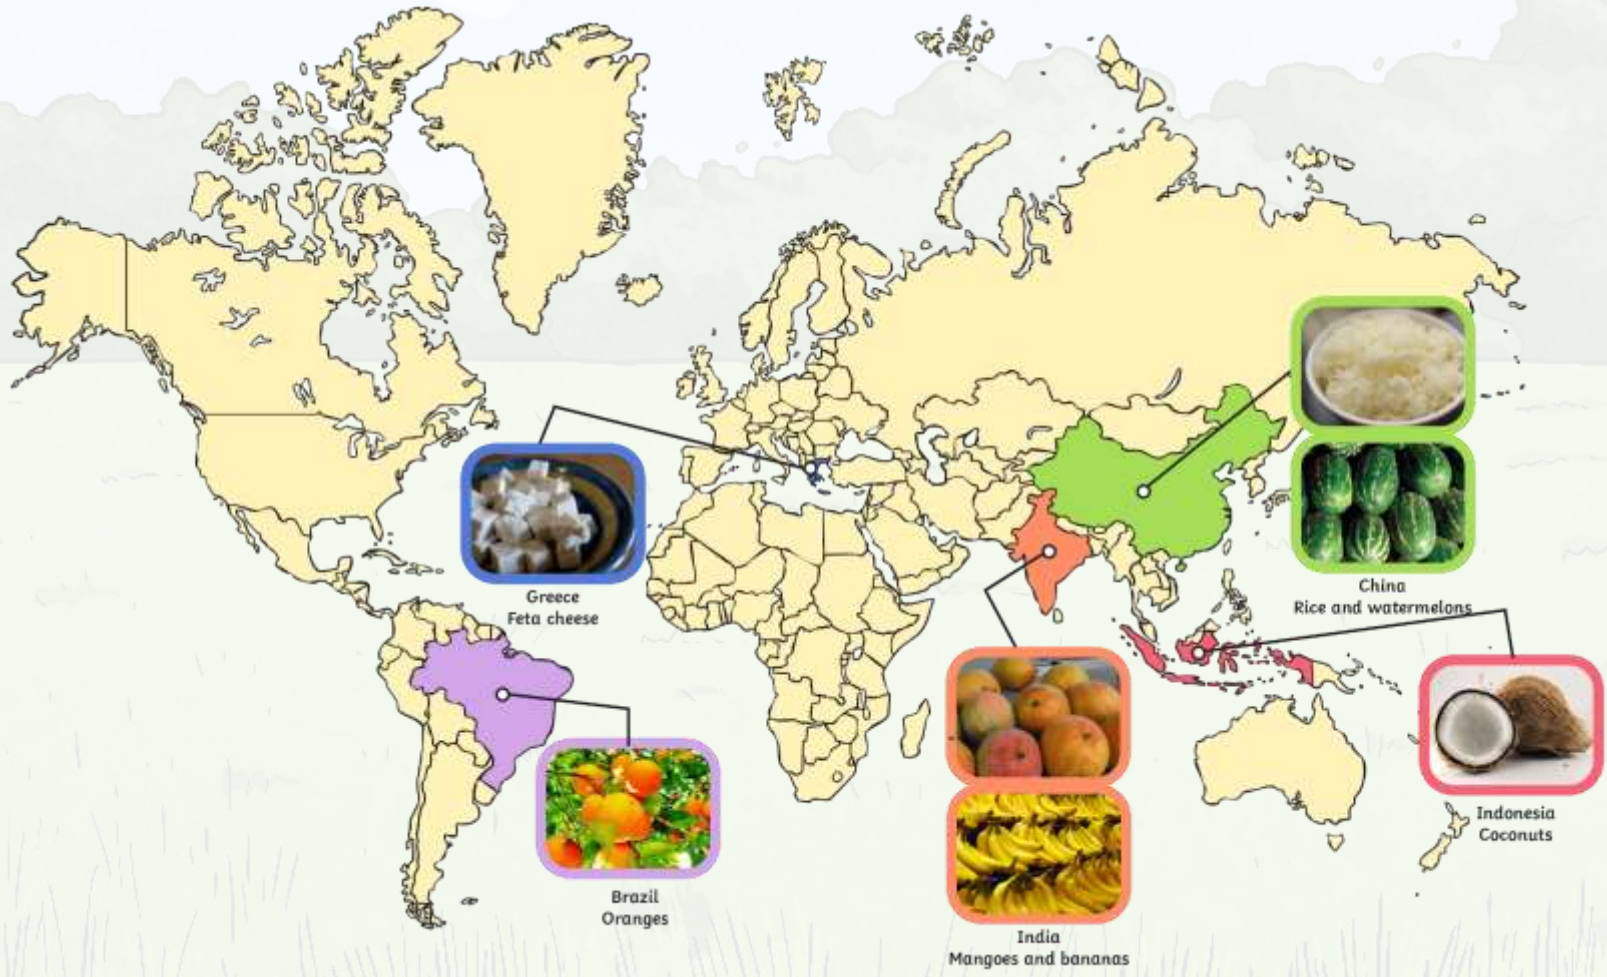 Greece
Feta cheese
China
Rice and watermelons
Indonesia
Coconuts
Brazil
Oranges
India
Mangoes and bananas